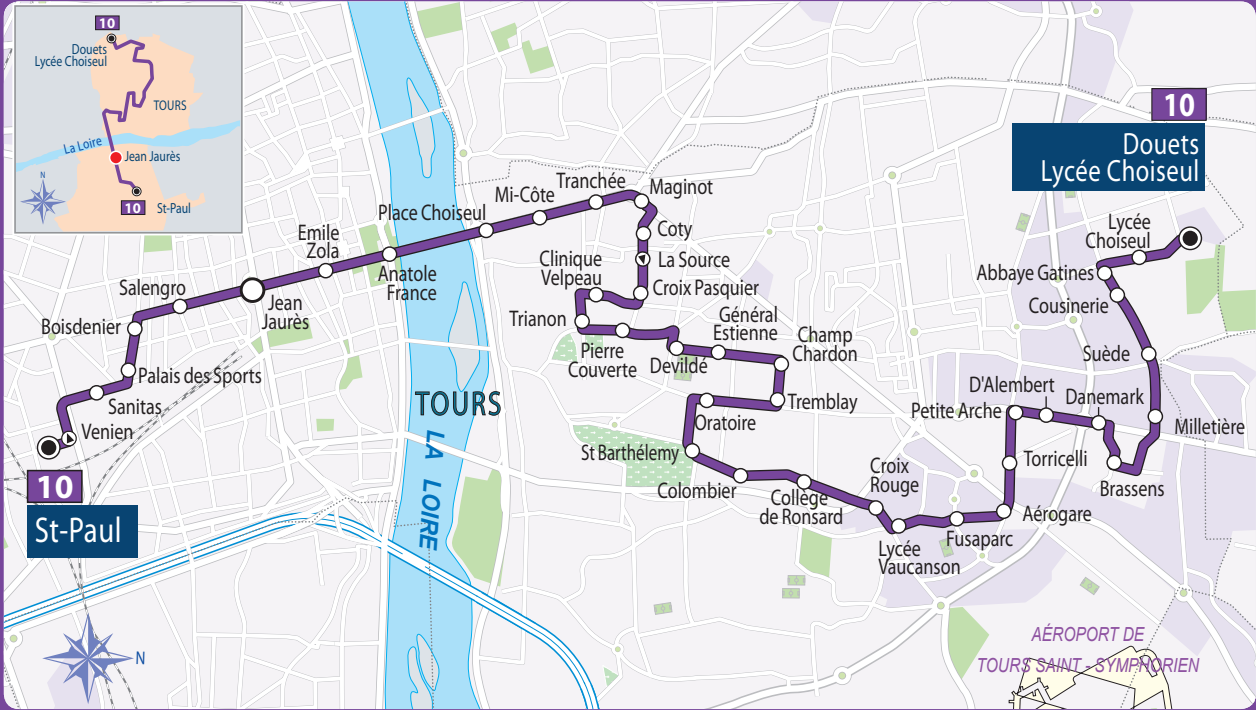 10
Douets
Lycée Choiseul
TOURS
La Loire
Jean Jaurès
N
10
St-Paul
10
Douets
Lycée Choiseul
Lycée
Choiseul
Abbaye Gatines
Cousinerie
Suède
Milletière
Brassens
Danemark
D'Alembert
Petite Arche
Torricelli
Aérogare
Fusaparc
Lycée
Vaucanson
Croix
Rouge
Collège
de Ronsard
Colombier
St Barthélemy
Oratoire
Tremblay
Champ
Chardon
Général
Estienne
Devildé
Pierre
Couverte
Trianon
Clinique
Velpeau
Croix Pasquier
La Source
Coty
Maginot
Tranchée
Mi-Côte
Place Choiseul
Anatole
France
Emile
Zola
Jean
Jaurès
Salengro
Boisdenier
Palais des Sports
Sanitas
Venien
10
St-Paul
TOURS
LA LOIRE
N
AÉROPORT DE
TOURS SAINT - SYMPHORIEN